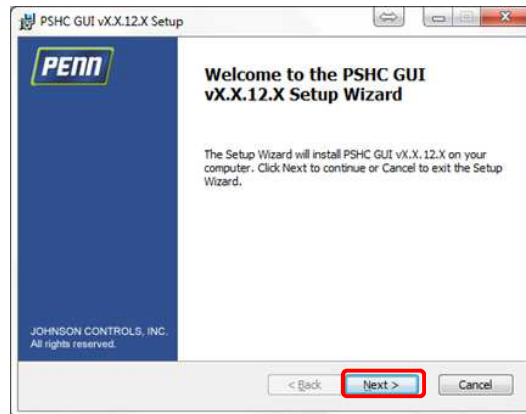 PSHC GUI vX.X.12.X Setup
PENN
Welcome to the PSHC GUI
vX.X.12.X Setup Wizard
The Setup Wizard will install PSHC GUI vX.X.12.X on your
computer. Click Next to continue or Cancel to exit the Setup
Wizard.
JOHNSON CONTROLS, INC.
All rights reserved.
< Back
Next >
Cancel